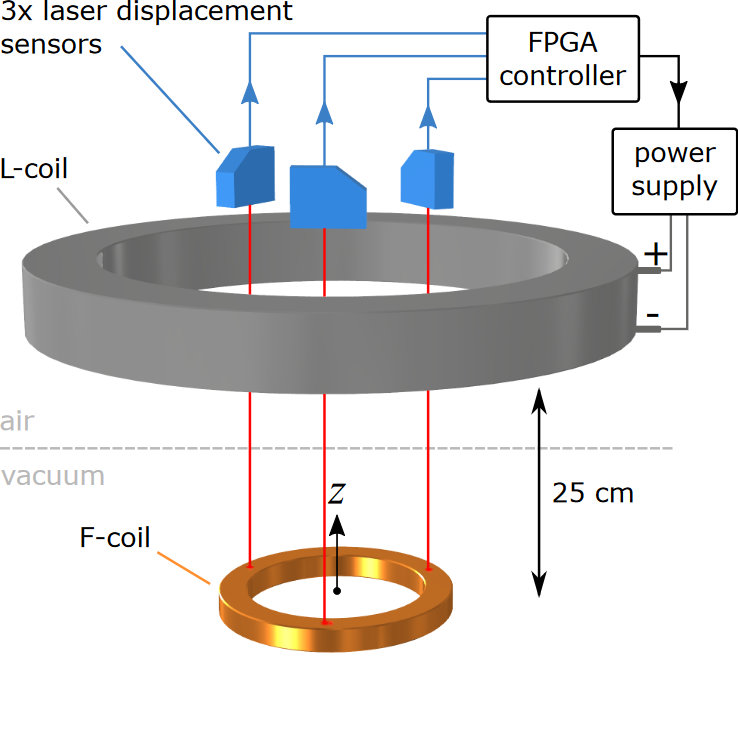 3x laser displacement
sensors
FPGA
controller
power
supply
L-coil
+
-
air
vacuum
25 cm
z
F-coil